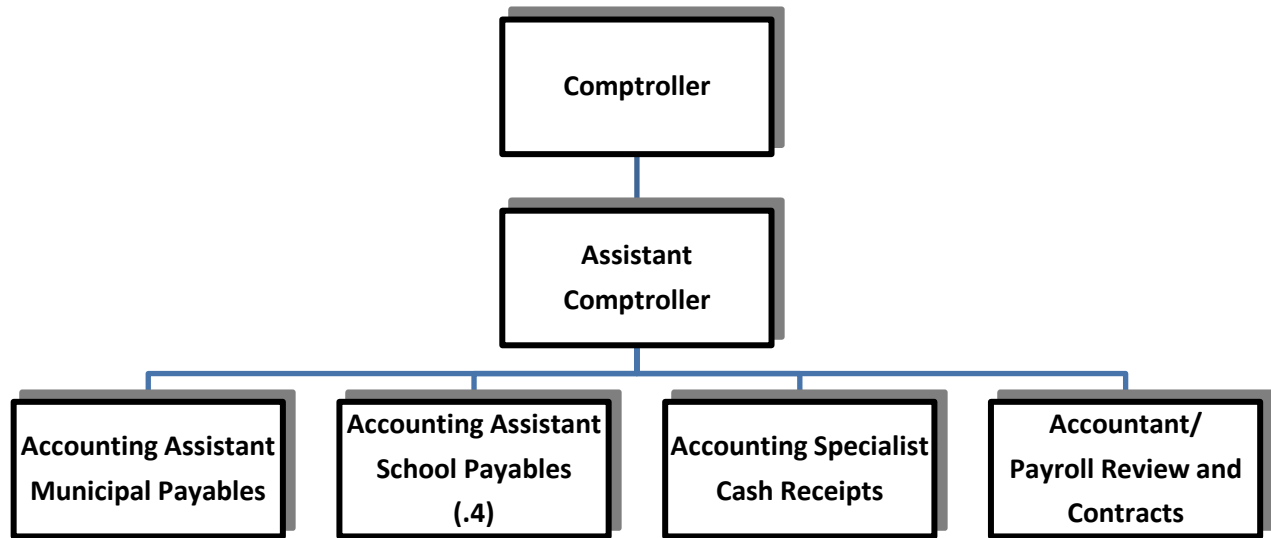 Comptroller
Assistant
Comptroller
Accounting Assistant
Municipal Payables
Accounting Assistant
School Payables
(.4)
Accounting Specialist
Cash Receipts
Accountant/
Payroll Review and
Contracts